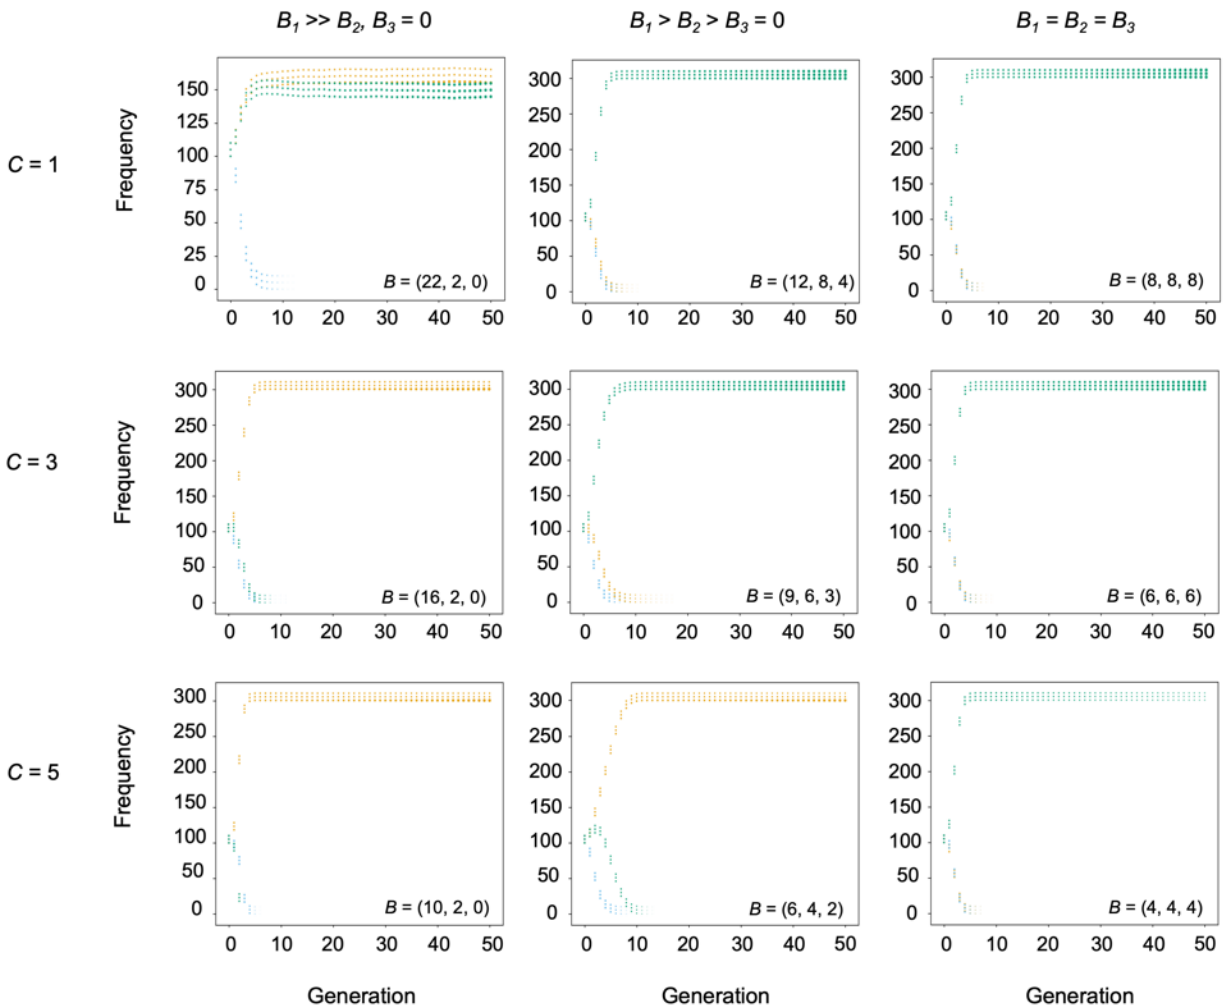 B1 >> B2, B3 = 0
B1 > B2 > B3 = 0
B1 = B2 = B3
C = 1
Frequency
150
125
100
75
50
25
0
B = (22, 2, 0)
0 10 20 30 40 50
300
250
200
150
100
50
0
B = (12, 8, 4)
0 10 20 30 40 50
300
250
200
150
100
50
0
B = (8, 8, 8)
0 10 20 30 40 50
C = 3
Frequency
300
250
200
150
100
50
0
B = (16, 2, 0)
0 10 20 30 40 50
300
250
200
150
100
50
0
B = (9, 6, 3)
0 10 20 30 40 50
300
250
200
150
100
50
0
B = (6, 6, 6)
0 10 20 30 40 50
C = 5
Frequency
300
250
200
150
100
50
0
B = (10, 2, 0)
0 10 20 30 40 50
Generation
300
250
200
150
100
50
0
B = (6, 4, 2)
0 10 20 30 40 50
Generation
300
250
200
150
100
50
0
B = (4, 4, 4)
0 10 20 30 40 50
Generation